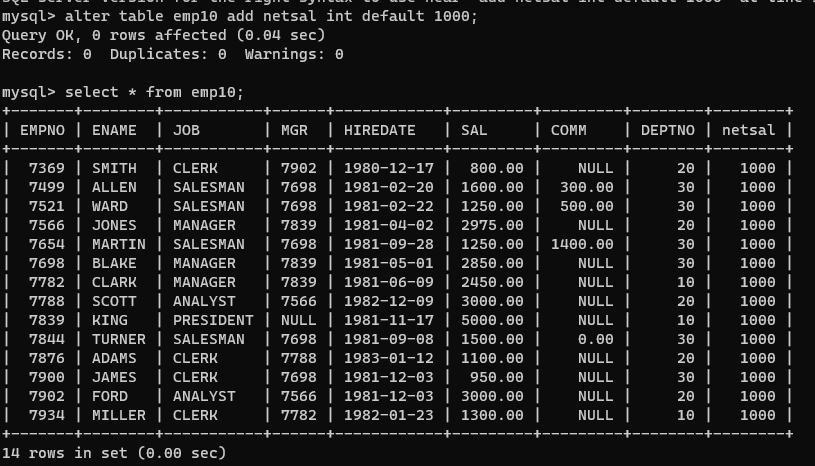 mysql> alter table emp10 add netsal int default 1000;
Query OK, 0 rows affected (0.04 sec)
Records: 0  Duplicates: 0  Warnings: 0

mysql> select * from emp10;
+-------+--------+-----------+------+------------+---------+---------+--------+--------+
| EMPNO | ENAME  | JOB       | MGR  | HIREDATE   | SAL     | COMM    | DEPTNO | netsal |
+-------+--------+-----------+------+------------+---------+---------+--------+--------+
|  7369 | SMITH  | CLERK     | 7902 | 1980-12-17 |  800.00 |    NULL |     20 |   1000 |
|  7499 | ALLEN  | SALESMAN  | 7698 | 1981-02-20 | 1600.00 |  300.00 |     30 |   1000 |
|  7521 | WARD   | SALESMAN  | 7698 | 1981-02-22 | 1250.00 |  500.00 |     30 |   1000 |
|  7566 | JONES  | MANAGER   | 7839 | 1981-04-02 | 2975.00 |    NULL |     20 |   1000 |
|  7654 | MARTIN | SALESMAN  | 7698 | 1981-09-28 | 1250.00 | 1400.00 |     30 |   1000 |
|  7698 | BLAKE  | MANAGER   | 7839 | 1981-05-01 | 2850.00 |    NULL |     30 |   1000 |
|  7782 | CLARK  | MANAGER   | 7839 | 1981-06-09 | 2450.00 |    NULL |     10 |   1000 |
|  7788 | SCOTT  | ANALYST   | 7566 | 1982-12-09 | 3000.00 |    NULL |     20 |   1000 |
|  7839 | KING   | PRESIDENT | NULL | 1981-11-17 | 5000.00 |    NULL |     10 |   1000 |
|  7844 | TURNER | SALESMAN  | 7698 | 1981-09-08 | 1500.00 |    0.00 |     30 |   1000 |
|  7876 | ADAMS  | CLERK     | 7788 | 1983-01-12 | 1100.00 |    NULL |     20 |   1000 |
|  7900 | JAMES  | CLERK     | 7698 | 1981-12-03 |  950.00 |    NULL |     30 |   1000 |
|  7902 | FORD   | ANALYST   | 7566 | 1981-12-03 | 3000.00 |    NULL |     20 |   1000 |
|  7934 | MILLER | CLERK     | 7782 | 1982-01-23 | 1300.00 |    NULL |     10 |   1000 |
+-------+--------+-----------+------+------------+---------+---------+--------+--------+
14 rows in set (0.00 sec)